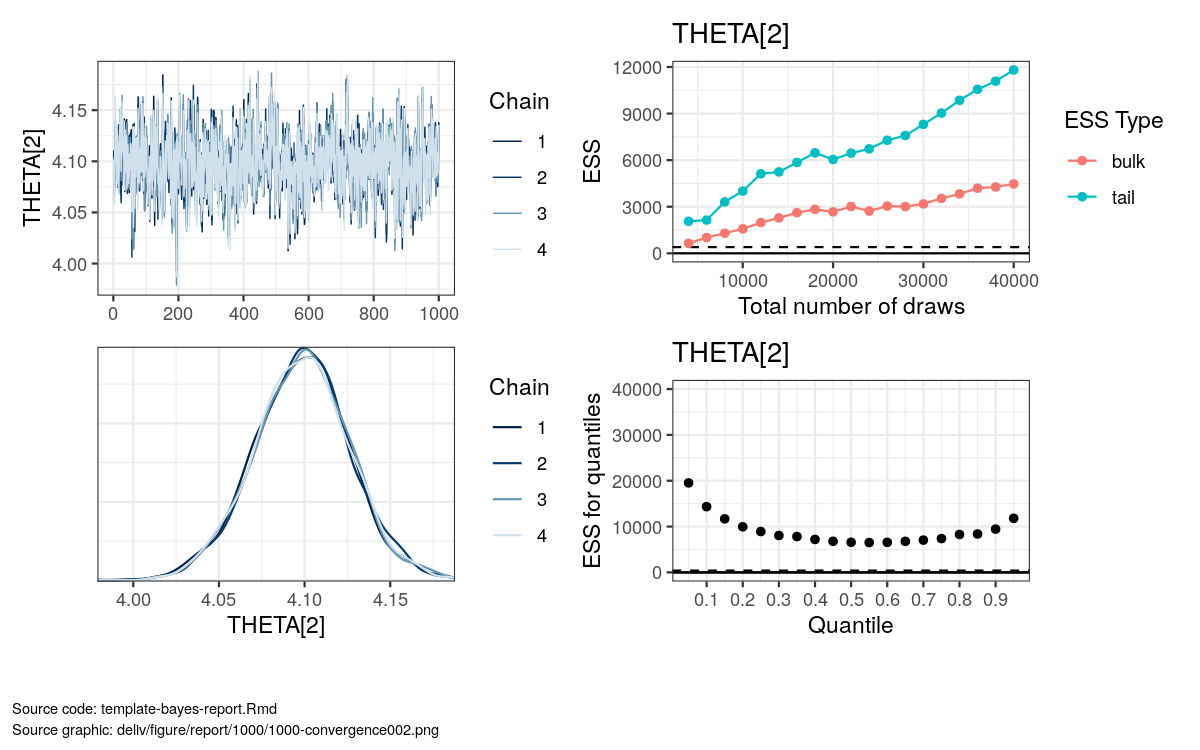 THETA[2]
4.15
4.10
4.05
4.00
0 200 400 600 800 1000
Chain
1
2
3
4
THETA[2]
ESS
12000
9000
6000
3000
0
10000 20000 30000 40000
Total number of draws
ESS Type
bulk
tail
4.00 4.05 4.10 4.15
THETA[2]
Chain
1
2
3
4
THETA[2]
ESS for quantiles
40000
30000
20000
10000
0
0.1 0.2 0.3 0.4 0.5 0.6 0.7 0.8 0.9
Quantile
Source code: template-bayes-report.Rmd
Source graphic: deliv/figure/report/1000/1000-convergence002.png